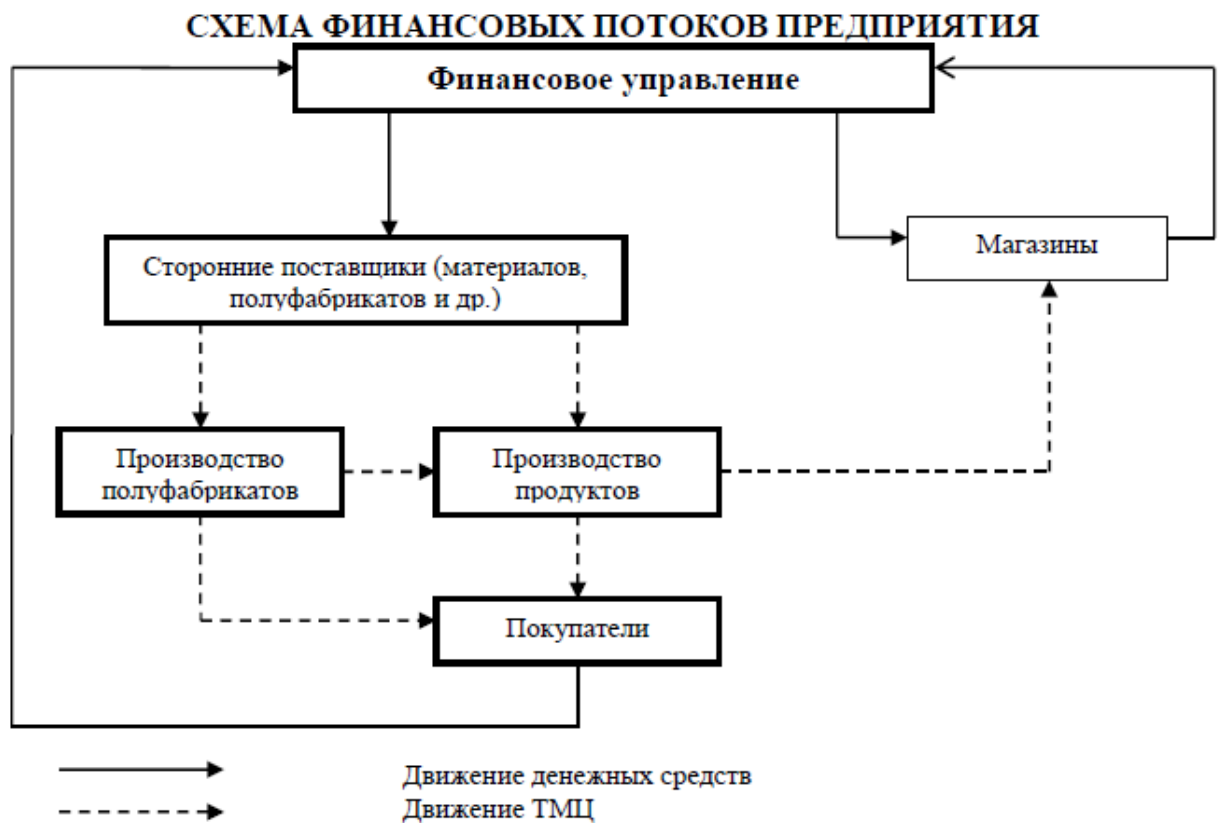 СХЕМА ФИНАНСОВЫХ ПОТОКОВ ПРЕДПРИЯТИЯ
Финансовое управление
Магазины
Сторонние поставщики (материалов,
полуфабрикатов и др.)
Производство
полуфабрикатов
Производство
продуктов
Покупатели
Движение денежных средств
Движение ТМЦ